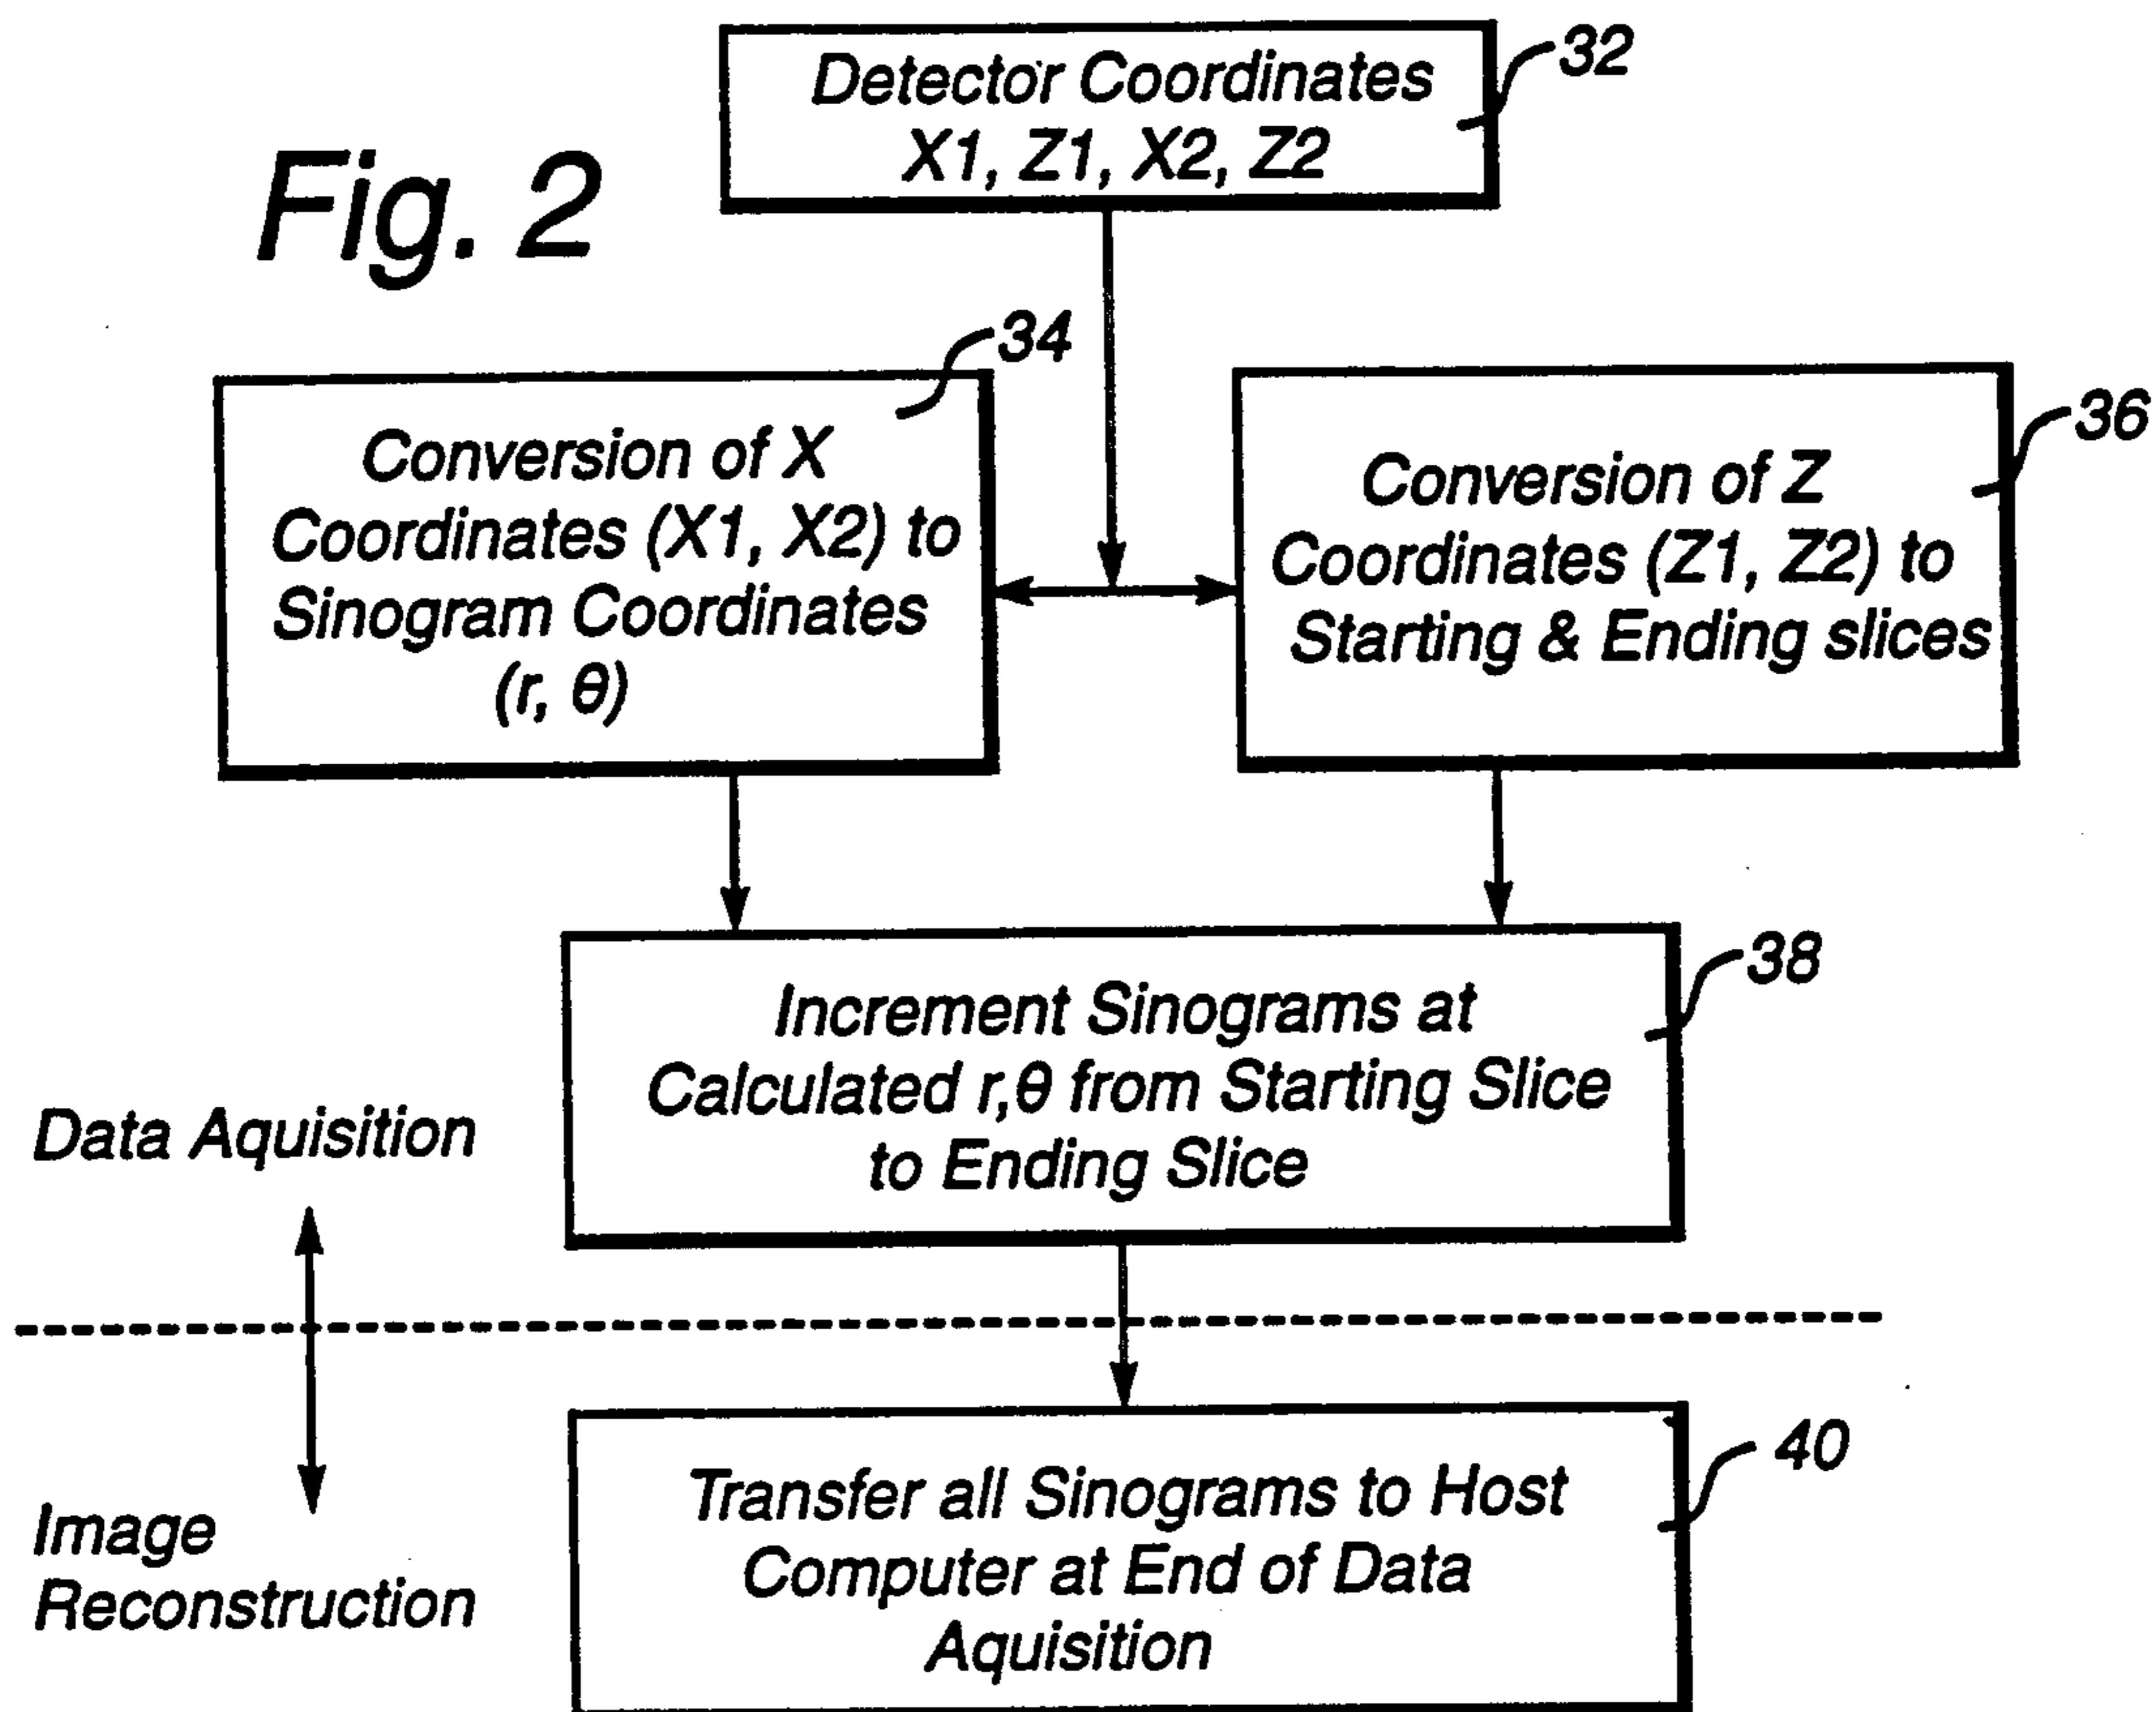 Fig. 2
Detector Coordinates
X1, Z1, X2, Z2
32
34
Conversion of X
Coordinates (X1, X2) to
Sinogram Coordinates
(r, θ)
36
Conversion of Z
Coordinates (Z1, Z2) to
Starting & Ending slices
38
Increment Sinograms at
Calculated r,θ from Starting Slice
to Ending Slice
Data Aquisition
Image
Reconstruction
40
Transfer all Sinograms to Host
Computer at End of Data
Aquisition